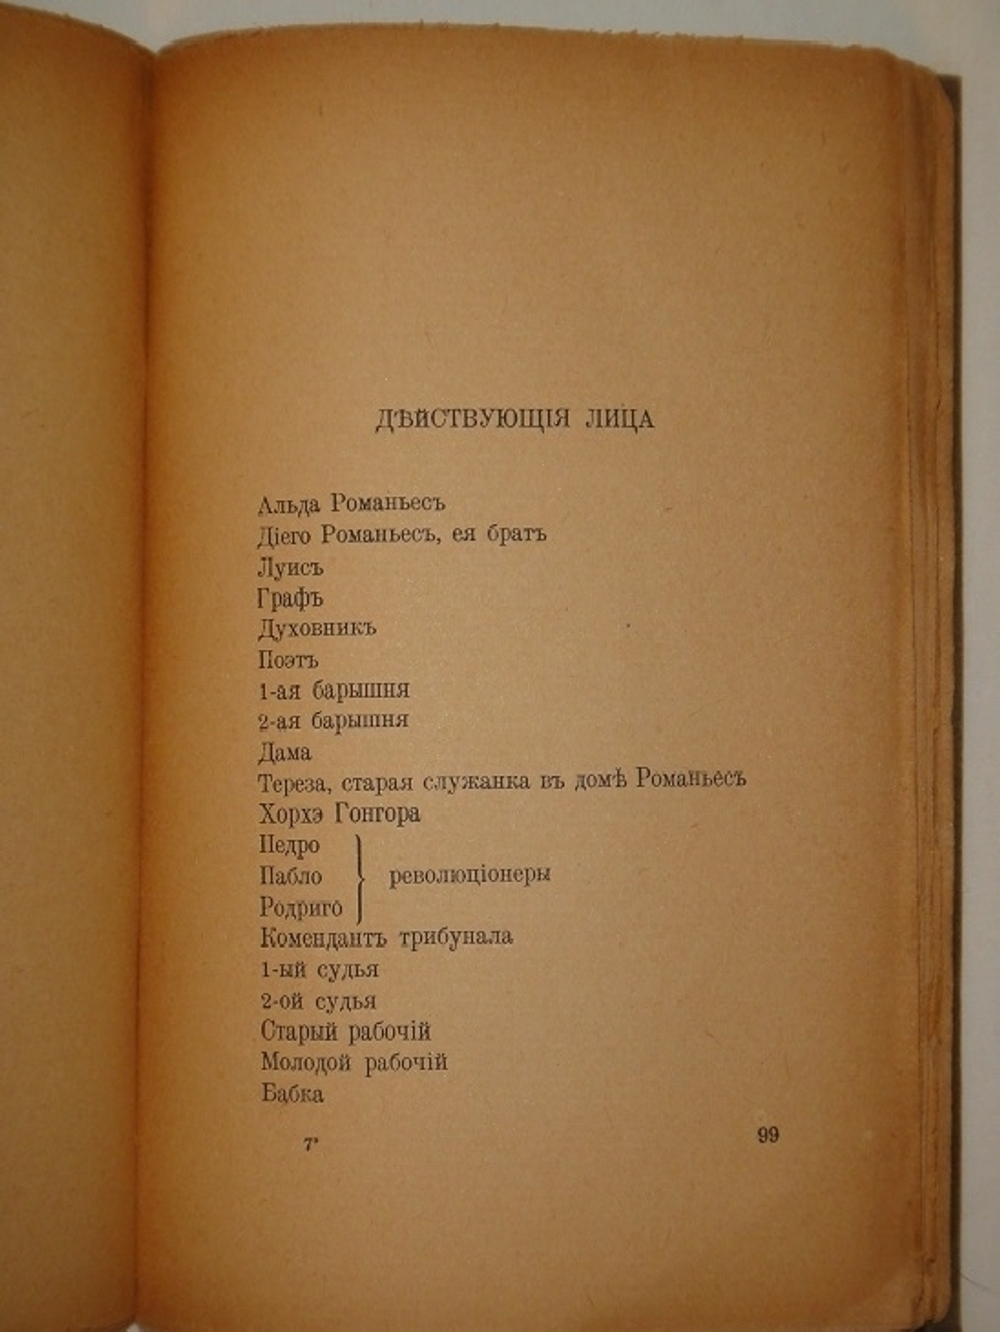 ДѢЙСТВУЮЩІЯ ЛИЦА
Альда Романьесъ
Діего Романьесъ, ея братъ
Луисъ
Графъ
Духовникъ
Поэтъ
1-ая барышня
2-ая барышня
Дама
Тереза, старая служанка въ домѣ Романьесъ
Хорхэ Гонгора
Педро
Пабло } революціонеры
Родриго
Комендантъ трибунала
1-ый судья
2-ой судья
Старый рабочій
Молодой рабочій
Бабка
7* 99